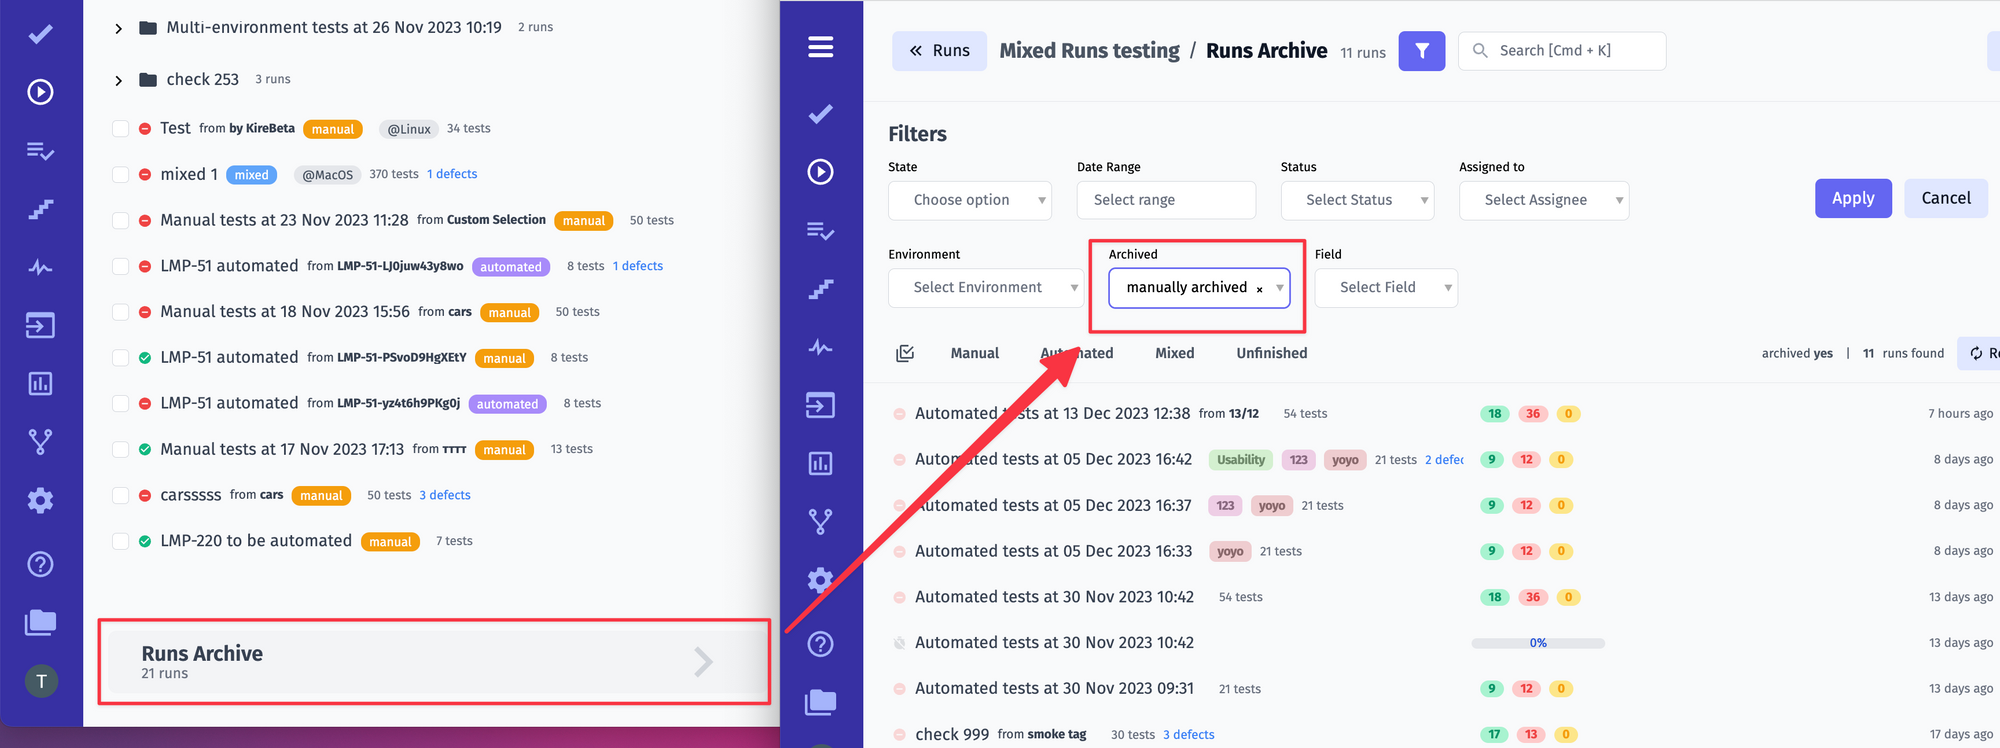 Multi-environment tests at 26 Nov 2023 10:19 2 runs
check 253 3 runs
Test from by KireBeta manual @Linux 34 tests
mixed 1 mixed @MacOS 370 tests 1 defects
Manual tests at 23 Nov 2023 11:28 from Custom Selection manual 50 tests
LMP-51 automated from LMP-51-LJ0juw43y8wo automated 8 tests 1 defects
Manual tests at 18 Nov 2023 15:56 from cars manual 50 tests
LMP-51 automated from LMP-51-PSvoD9HgXEtY manual 8 tests
LMP-51 automated from LMP-51-yz4t6h9PKg0j automated 8 tests
Manual tests at 17 Nov 2023 17:13 from TTTT manual 13 tests
carsssss from cars manual 50 tests 3 defects
LMP-220 to be automated manual 7 tests
Runs Archive
21 runs
T
Runs Mixed Runs testing / Runs Archive 11 runs Search [Cmd + K]
Filters
State Date Range Status Assigned to
Choose option Select range Select Status Select Assignee Apply Cancel
Environment Archived Field
Select Environment manually archived × Select Field
Manual Automated Mixed Unfinished archived yes | 11 runs found Re
Automated tests at 13 Dec 2023 12:38 from 13/12 54 tests 18 36 0 7 hours ago
Automated tests at 05 Dec 2023 16:42 Usability 123 yoyo 21 tests 2 defec 9 12 0 8 days ago
Automated tests at 05 Dec 2023 16:37 123 yoyo 21 tests 9 12 0 8 days ago
Automated tests at 05 Dec 2023 16:33 yoyo 21 tests 9 12 0 8 days ago
Automated tests at 30 Nov 2023 10:42 54 tests 18 36 0 13 days ago
Automated tests at 30 Nov 2023 10:42 0% 13 days ago
Automated tests at 30 Nov 2023 09:31 21 tests 9 12 0 13 days ago
check 999 from smoke tag 30 tests 3 defects 17 13 0 17 days ago